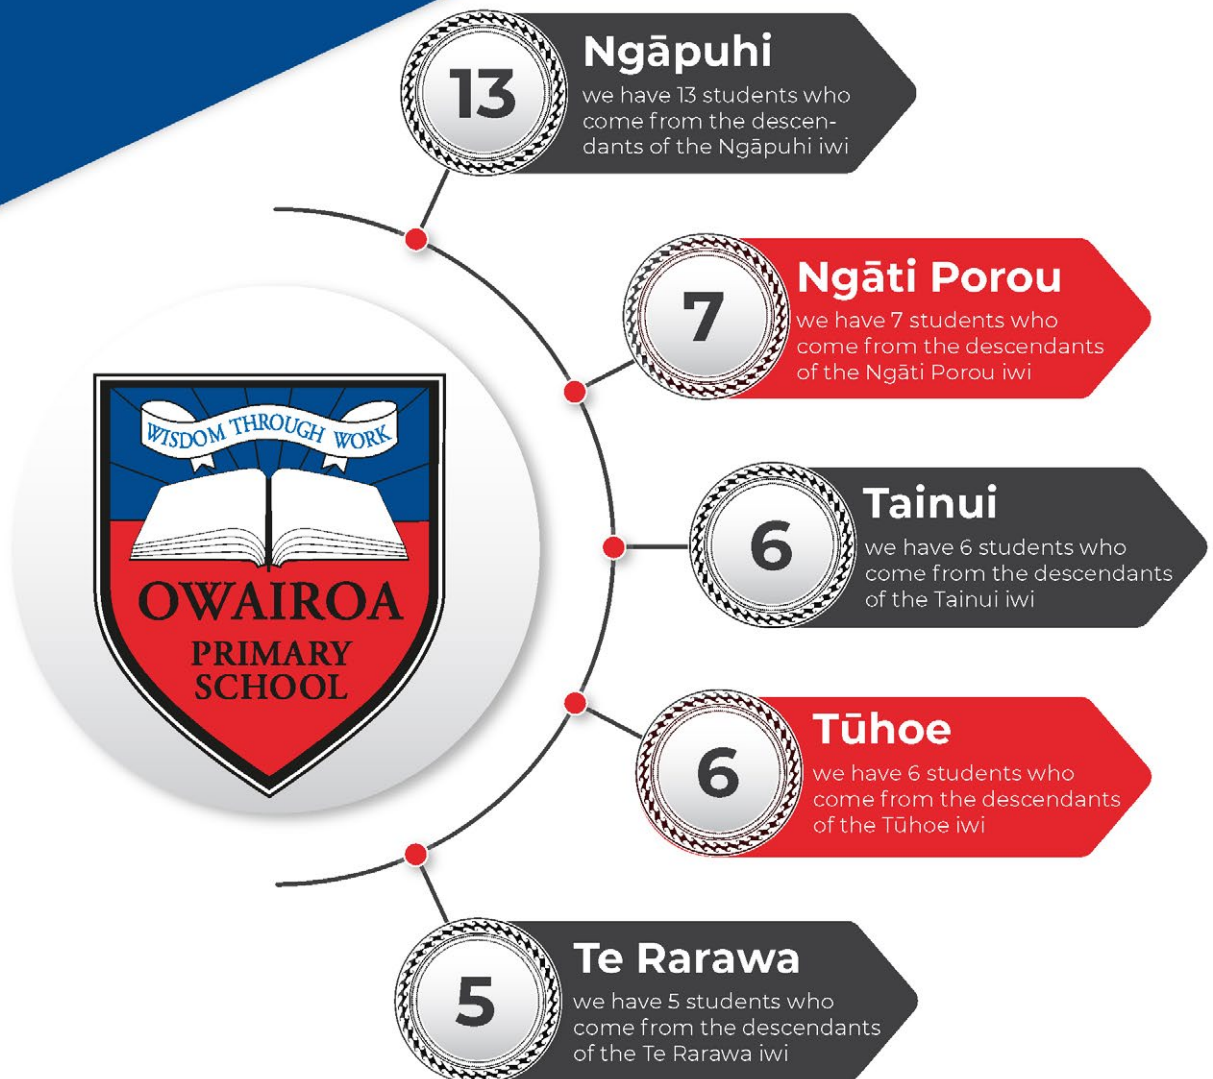 13
Ngāpuhi
we have 13 students who
come from the descen-
dants of the Ngāpuhi iwi
7
Ngāti Porou
we have 7 students who
come from the descendants
of the Ngāti Porou iwi
WISDOM THROUGH WORK
OWAIROA
PRIMARY
SCHOOL
6
Tainui
we have 6 students who
come from the descendants
of the Tainui iwi
6
Tūhoe
we have 6 students who
come from the descendants
of the Tūhoe iwi
5
Te Rarawa
we have 5 students who
come from the descendants
of the Te Rarawa iwi